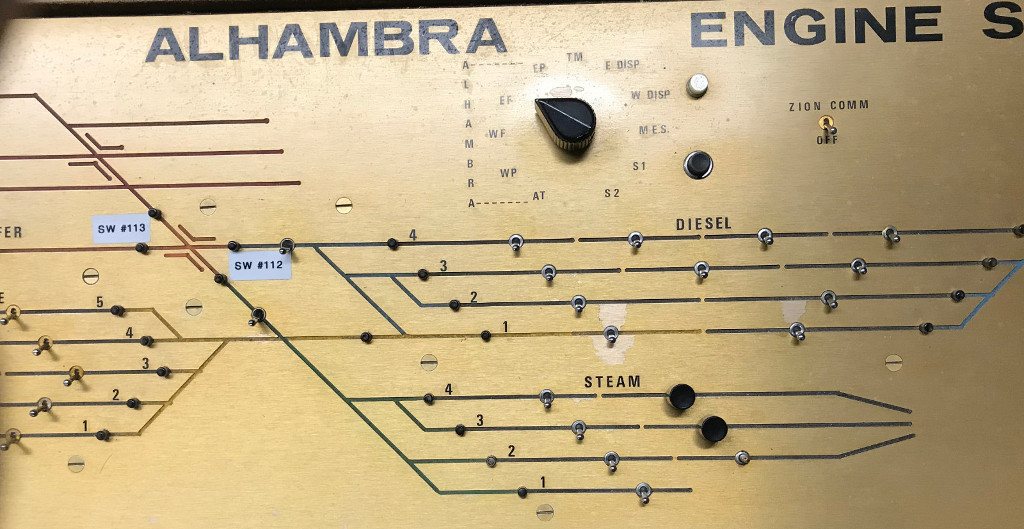 ALHAMBRA ENGINE S
ALHAMBRA
EP
TM
E DISP
EF
W DISP
WF
M.E.S.
WP
S1
AT
S2
ZION COMM
OFF
SW #113
FER
SW #112
DIESEL
4
3
2
1
E
5
4
3
2
1
STEAM
4
3
2
1